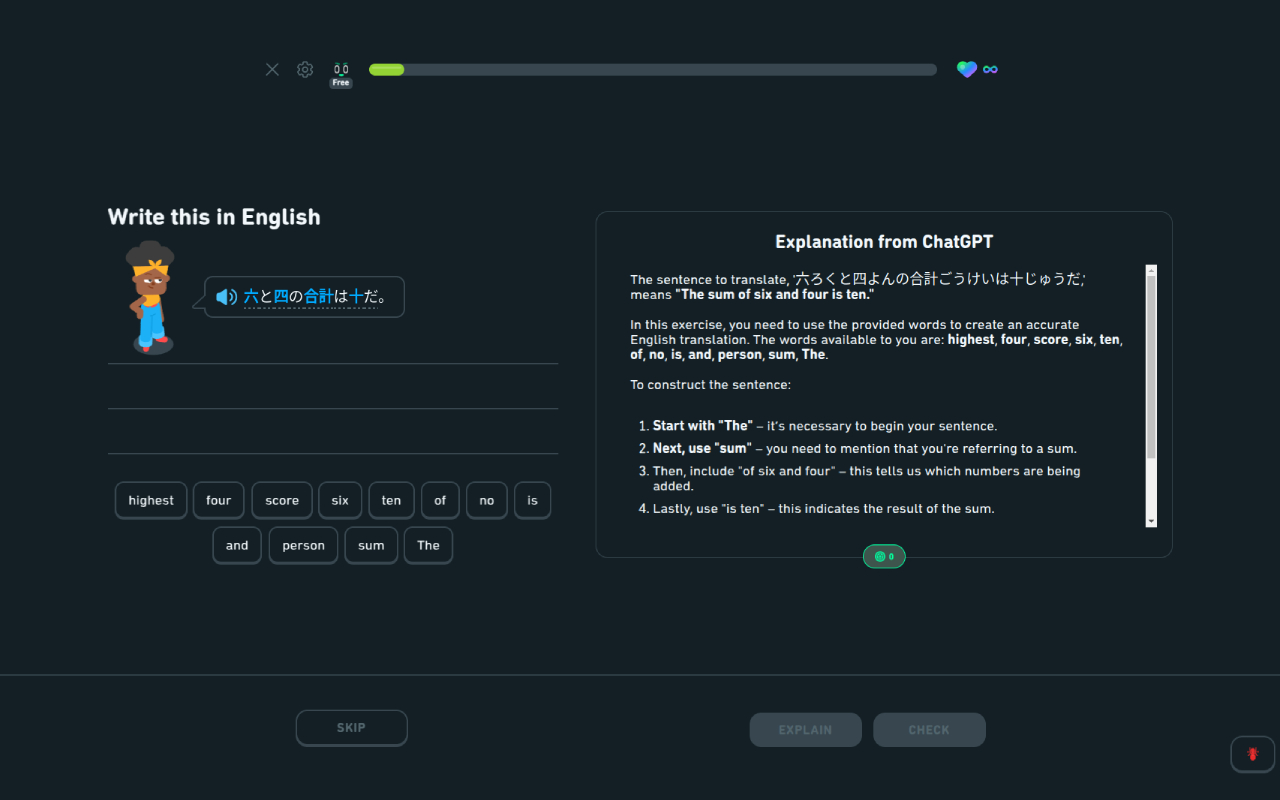 Free
Write this in English
六と四の合計は十だ。
highest four score six ten of no is
and person sum The
Explanation from ChatGPT
The sentence to translate, '六ろくと四よんの合計ごうけいは十じゅうだ,'
means "The sum of six and four is ten."
In this exercise, you need to use the provided words to create an accurate
English translation. The words available to you are: highest, four, score, six, ten,
of, no, is, and, person, sum, The.
To construct the sentence:
1. Start with "The" – it's necessary to begin your sentence.
2. Next, use "sum" – you need to mention that you're referring to a sum.
3. Then, include "of six and four" – this tells us which numbers are being
added.
4. Lastly, use "is ten" – this indicates the result of the sum.
0
SKIP
EXPLAIN
CHECK